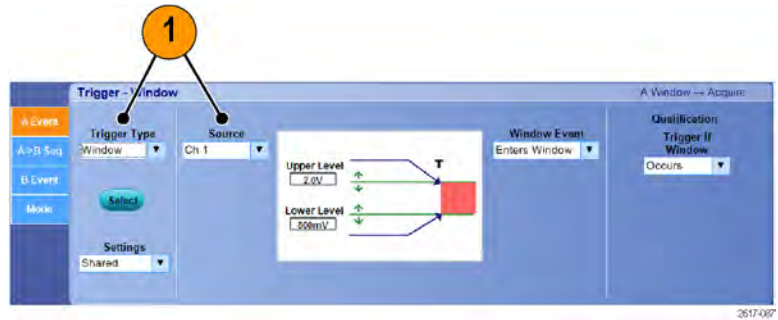 1
Trigger - Window
A Window → Acquire
A Event
A->B Seq
B Event
Mode
Trigger Type
Window
Select
Settings
Shared
Source
Ch 1
Upper Level
2.0V
Lower Level
800mV
T
Window Event
Enters Window
Qualification
Trigger If
Window
Occurs
2617-087